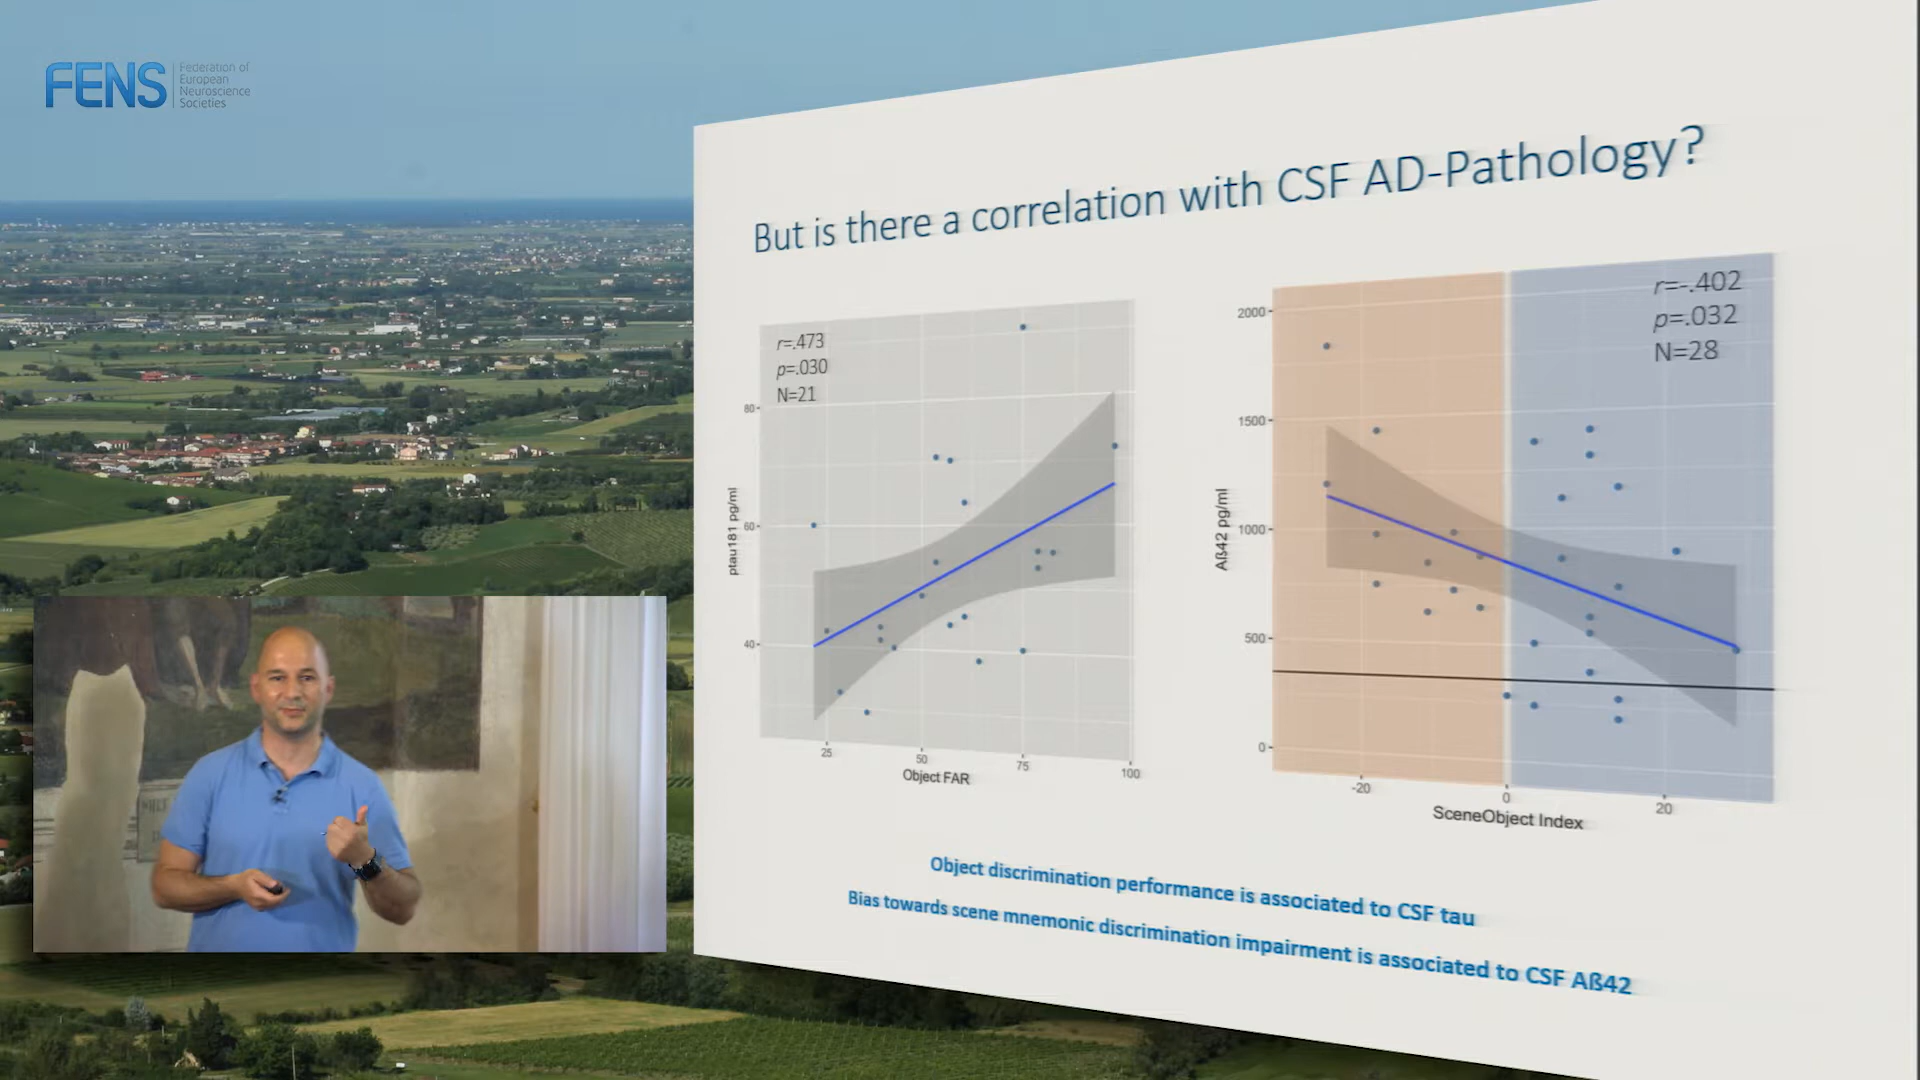 FENS
Federation of
European
Neuroscience
Societies
But is there a correlation with CSF AD-Pathology?
r=.473
p=.030
N=21
80
60
40
ptau181 pg/ml
25
50
75
100
Object FAR
r=-.402
p=.032
N=28
2000
1500
1000
500
0
Aß42 pg/ml
-20
0
20
SceneObject Index
Object discrimination performance is associated to CSF tau
Bias towards scene mnemonic discrimination impairment is associated to CSF Aß42